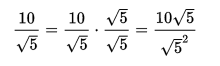 10/√5 = 10/√5 · √5/√5 = 10√5/√5²